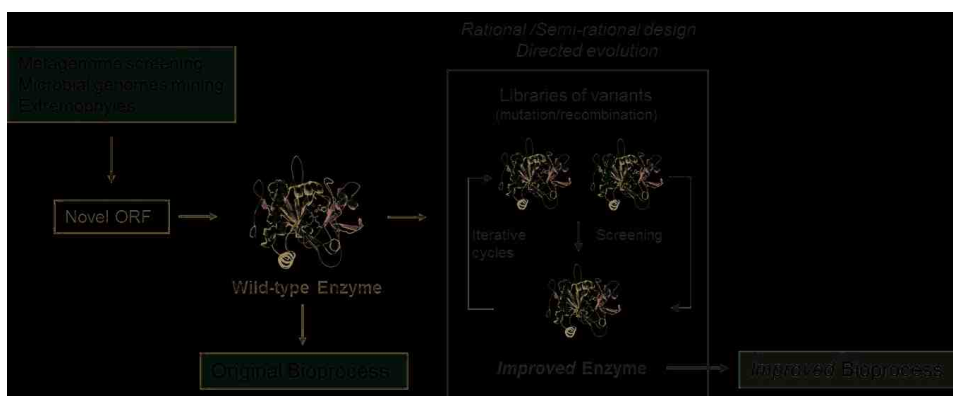 Rational /Semi-rational design
Directed evolution
Metagenome screening
Microbial genomes mining
Extremophyles
Libraries of variants
(mutation/recombination)
Novel ORF
Iterative
cycles
Screening
Wild-type Enzyme
Original Bioprocess
Improved Enzyme
Improved Bioprocess